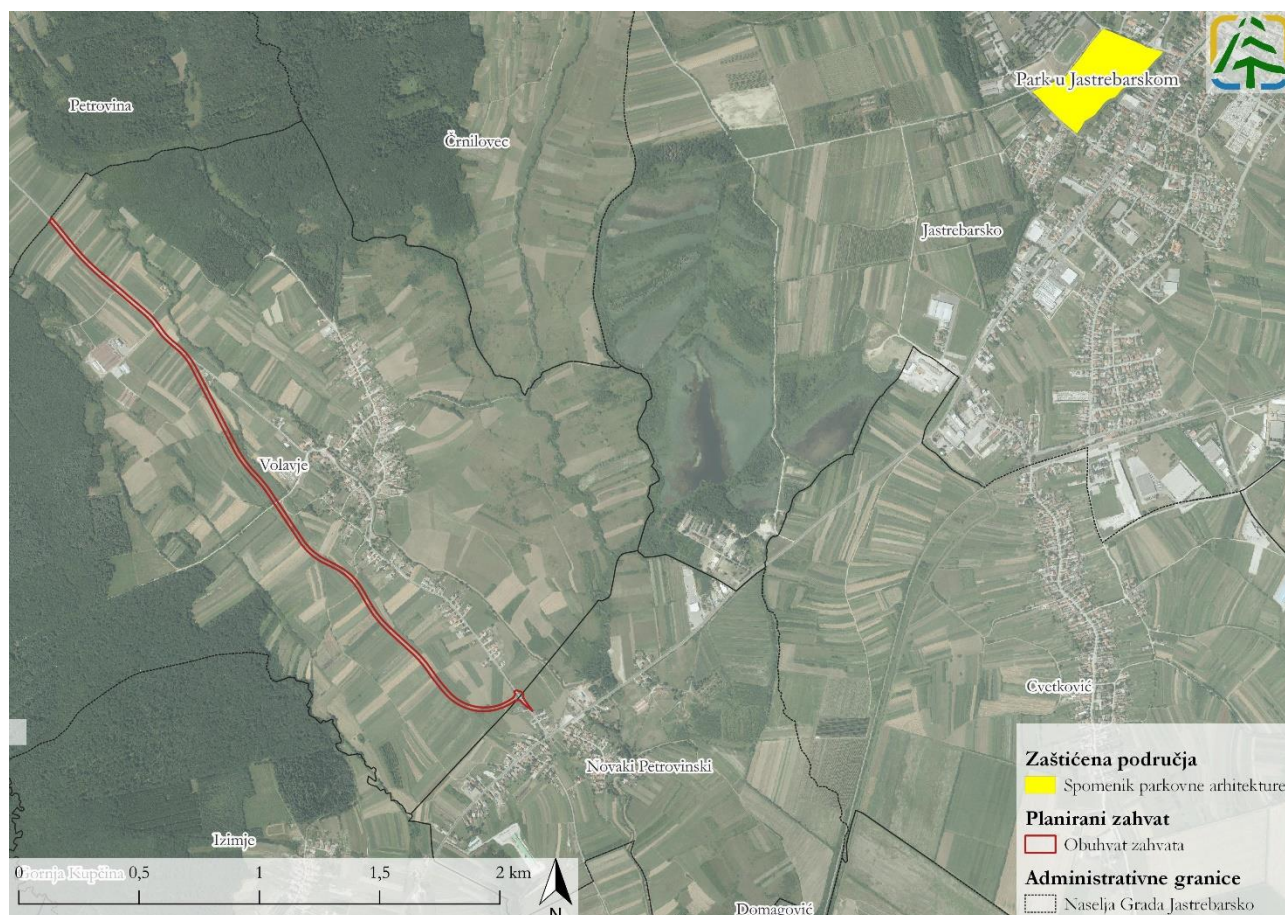 Park u Jastrebarskom
Petrovina
Črnilovec
Jastrebarsko
Volavje
Cvetković
Novaki Petrovinski
Izimje
Gornja Kupčina
Domagović
0 0,5 1 1,5 2 km
N
Zaštićena područja
Spomenik parkovne arhitekture
Planirani zahvat
Obuhvat zahvata
Administrativne granice
Naselja Grada Jastrebarsko